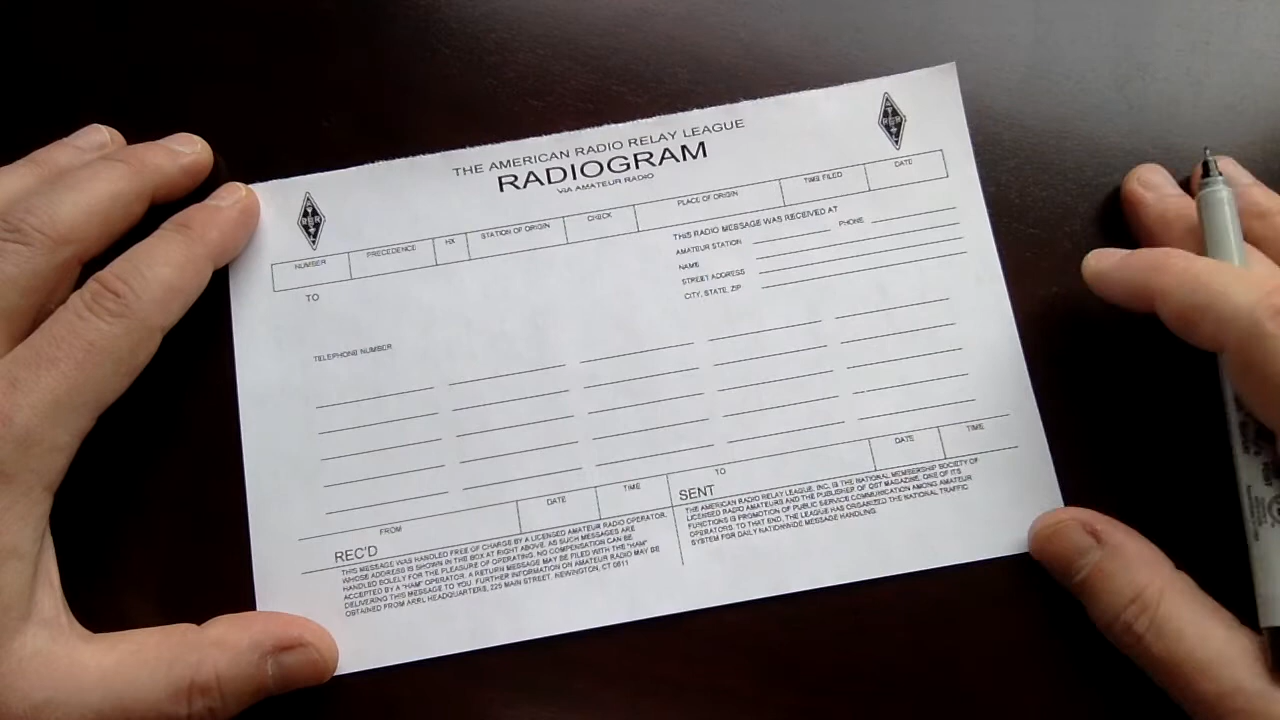 THE AMERICAN RADIO RELAY LEAGUE
RADIOGRAM
VIA AMATEUR RADIO
ARRL
ARRL
NUMBER PRECEDENCE HX STATION OF ORIGIN CHECK PLACE OF ORIGIN TIME FILED DATE
TO
THIS RADIO MESSAGE WAS RECEIVED AT
AMATEUR STATION PHONE
NAME
STREET ADDRESS
CITY, STATE, ZIP
TELEPHONE NUMBER
FROM DATE TIME TO DATE TIME
REC'D
SENT
THIS MESSAGE WAS HANDLED FREE OF CHARGE BY A LICENSED AMATEUR RADIO OPERATOR,
WHOSE ADDRESS IS SHOWN IN THE BOX AT RIGHT ABOVE. AS SUCH MESSAGES ARE
HANDLED SOLELY FOR THE PLEASURE OF OPERATING, NO COMPENSATION CAN BE
ACCEPTED BY A "HAM" OPERATOR. A RETURN MESSAGE MAY BE FILED WITH THE "HAM"
DELIVERING THIS MESSAGE TO YOU. FURTHER INFORMATION ON AMATEUR RADIO MAY BE
OBTAINED FROM ARRL HEADQUARTERS, 225 MAIN STREET, NEWINGTON, CT 0611
THE AMERICAN RADIO RELAY LEAGUE, INC. IS THE NATIONAL MEMBERSHIP SOCIETY OF
LICENSED RADIO AMATEURS AND THE PUBLISHER OF QST MAGAZINE. ONE OF ITS
FUNCTIONS IS PROMOTION OF PUBLIC SERVICE COMMUNICATION AMONG AMATEUR
OPERATORS. TO THAT END, THE LEAGUE HAS ORGANIZED THE NATIONAL TRAFFIC
SYSTEM FOR DAILY NATIONWIDE MESSAGE HANDLING.